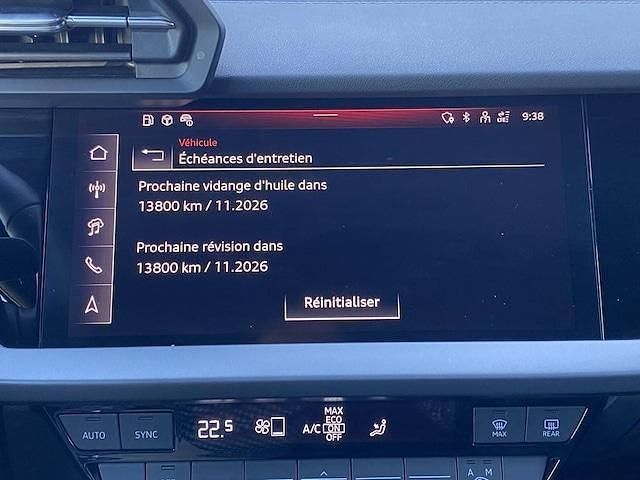 9:38
Véhicule
Échéances d'entretien
Prochaine vidange d'huile dans
13800 km / 11.2026
Prochaine révision dans
13800 km / 11.2026
Réinitialiser
MAX
ECO
AUTO
SYNC
22.5
A/C
ON
OFF
MAX
REAR
A
M